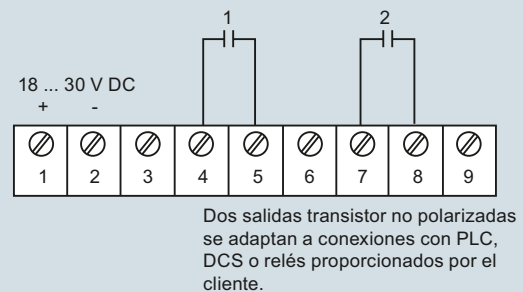 1 2
18 ... 30 V DC
+ -
1 2 3 4 5 6 7 8 9
Dos salidas transistor no polarizadas
se adaptan a conexiones con PLC,
DCS o relés proporcionados por el
cliente.